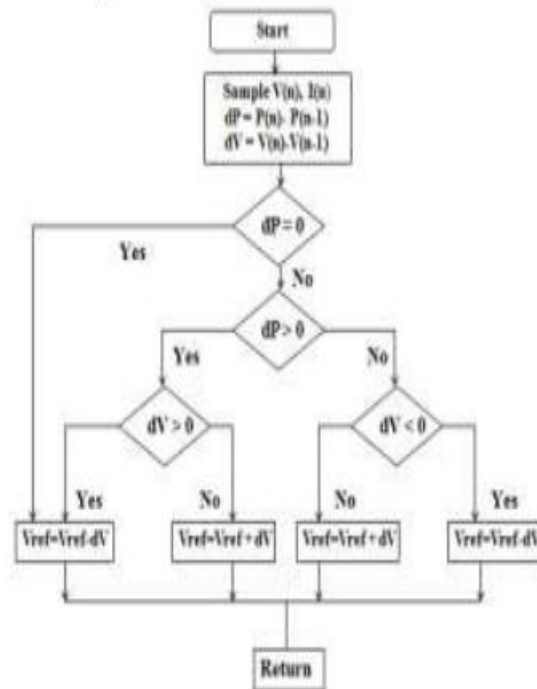 Start
Sample V(n), I(n)
dP = P(n)- P(n-1)
dV = V(n)-V(n-1)
dP = 0
Yes
No
dP > 0
Yes
No
dV > 0
dV < 0
Yes
No
No
Yes
Vref=Vref-dV
Vref=Vref + dV
Vref=Vref + dV
Vref=Vref-dV
Return